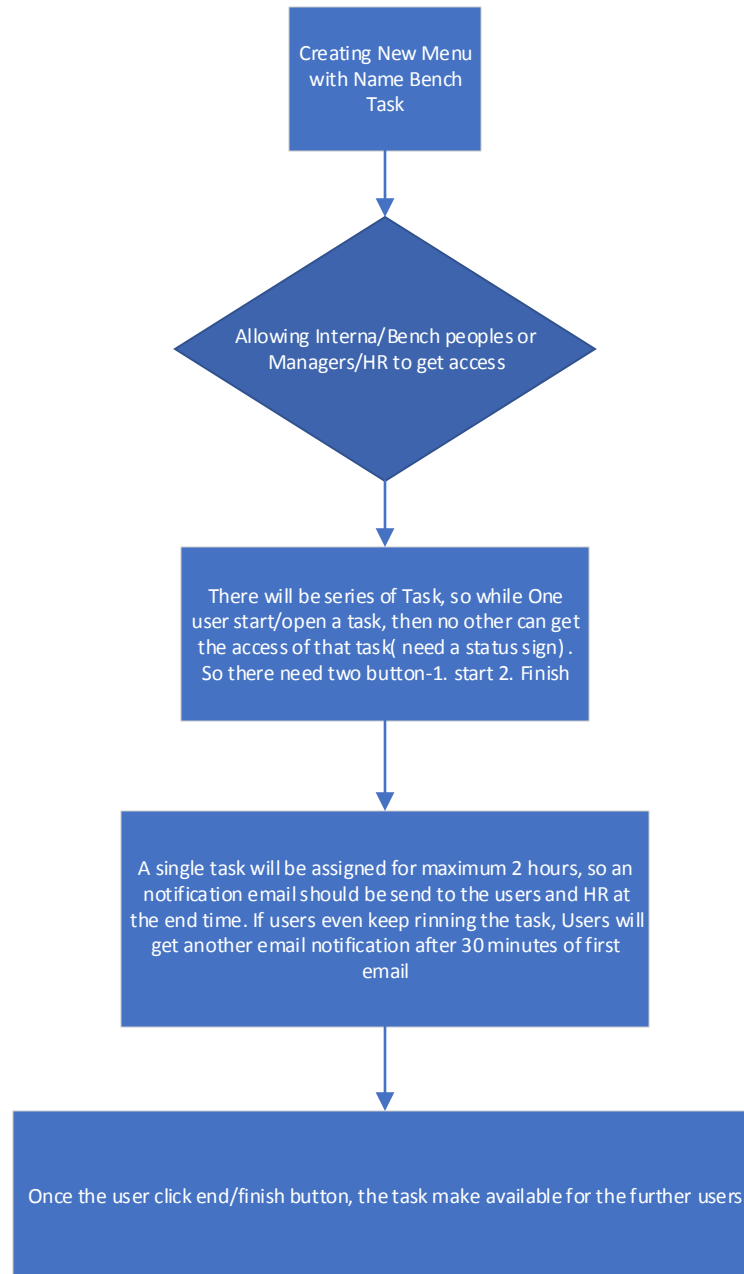 Creating New Menu
with Name Bench
Task
Allowing Interna/Bench peoples or
Managers/HR to get access
There will be series of Task, so while One
user start/open a task, then no other can get
the access of that task( need a status sign) .
So there need two button-1. start 2. Finish
A single task will be assigned for maximum 2 hours, so an
notification email should be send to the users and HR at
the end time. If users even keep rinning the task, Users will
get another email notification after 30 minutes of first
email
Once the user click end/finish button, the task make available for the further users